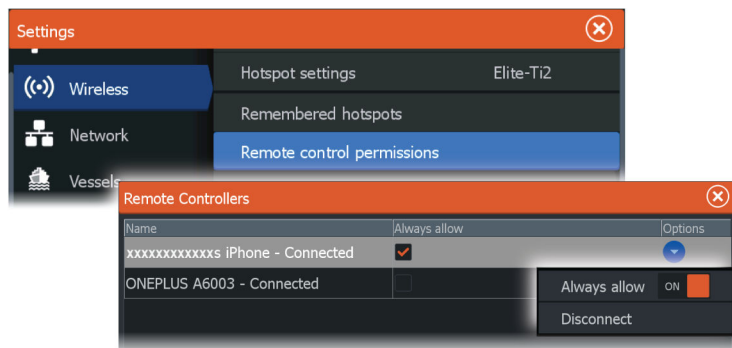 Settings
Hotspot settings Elite-Ti2
Wireless
Remembered hotspots
Network
Remote control permissions
Vessels
Remote Controllers
Name Always allow Options
xxxxxxxxxxxxs iPhone - Connected
ONEPLUS A6003 - Connected
Always allow ON
Disconnect